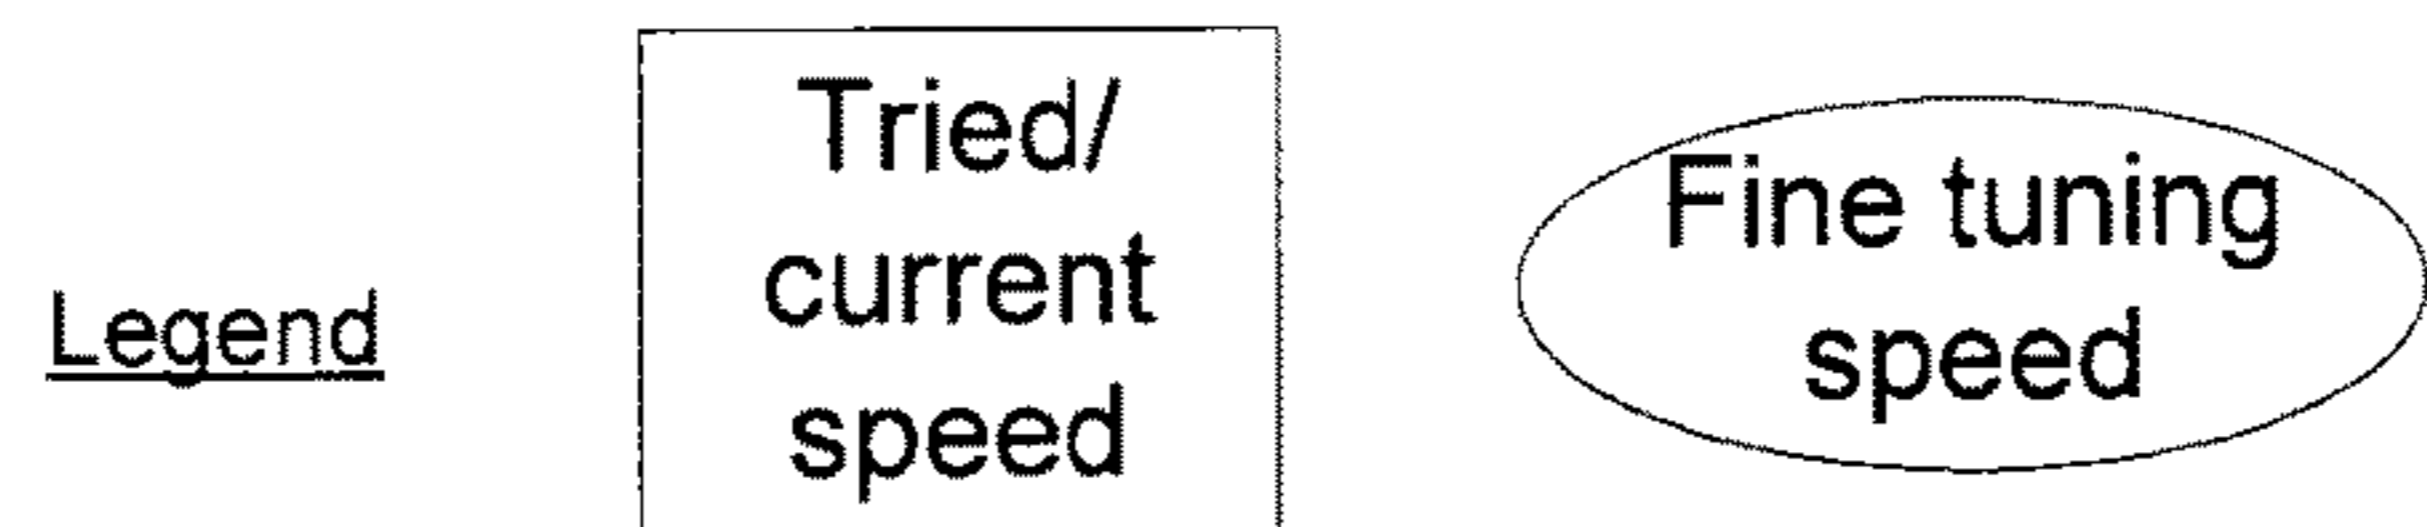 Legend
Tried/
current
speed
Fine tuning
speed